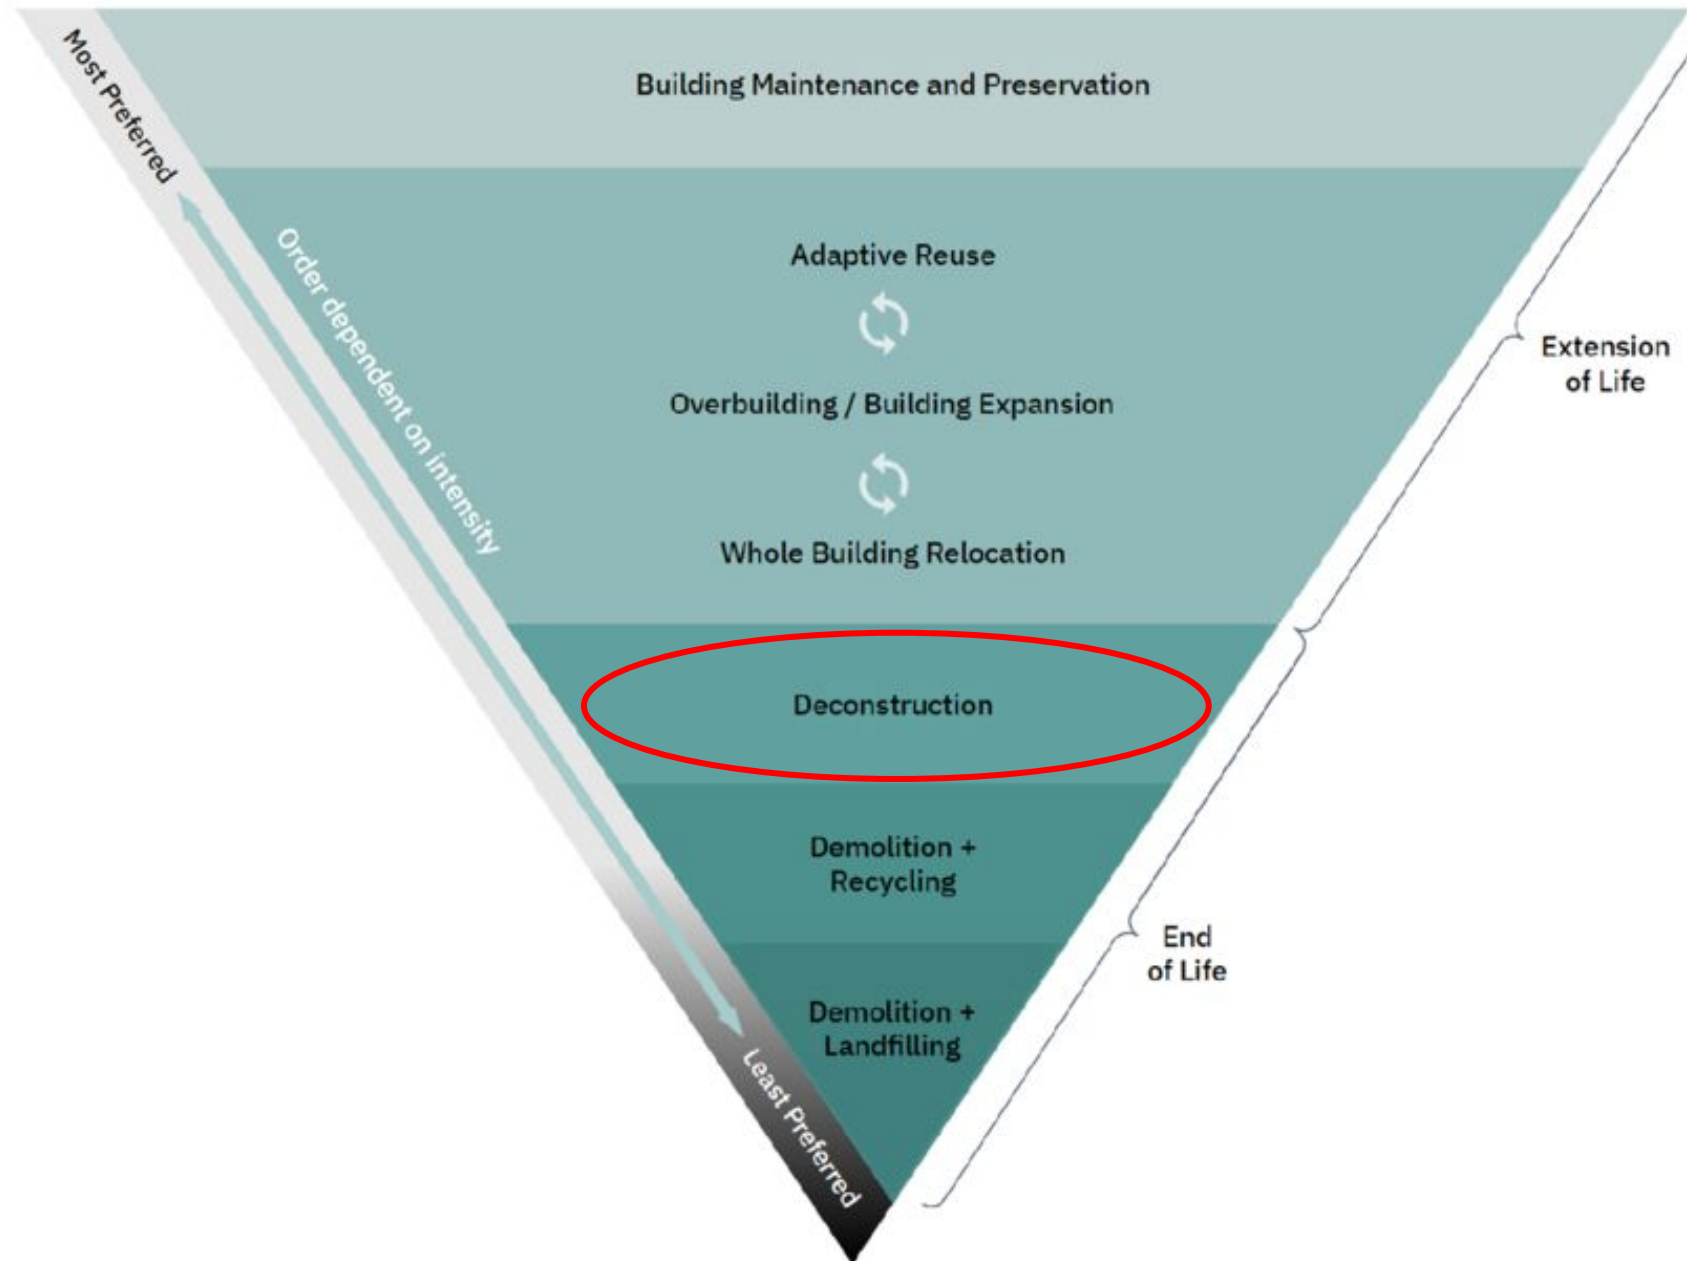 Most Preferred
Building Maintenance and Preservation
Order dependent on intensity
Adaptive Reuse
Overbuilding / Building Expansion
Whole Building Relocation
Extension
of Life
Deconstruction
Demolition +
Recycling
End
of Life
Demolition +
Landfilling
Least Preferred